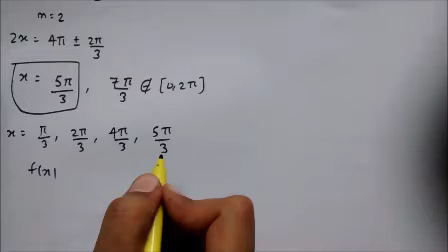 n = 2
2x = 4π ± 2π/3
x = 5π/3 , 7π/3 ∉ [0, 2π]
x = π/3 , 2π/3 , 4π/3 , 5π/3
f(x)